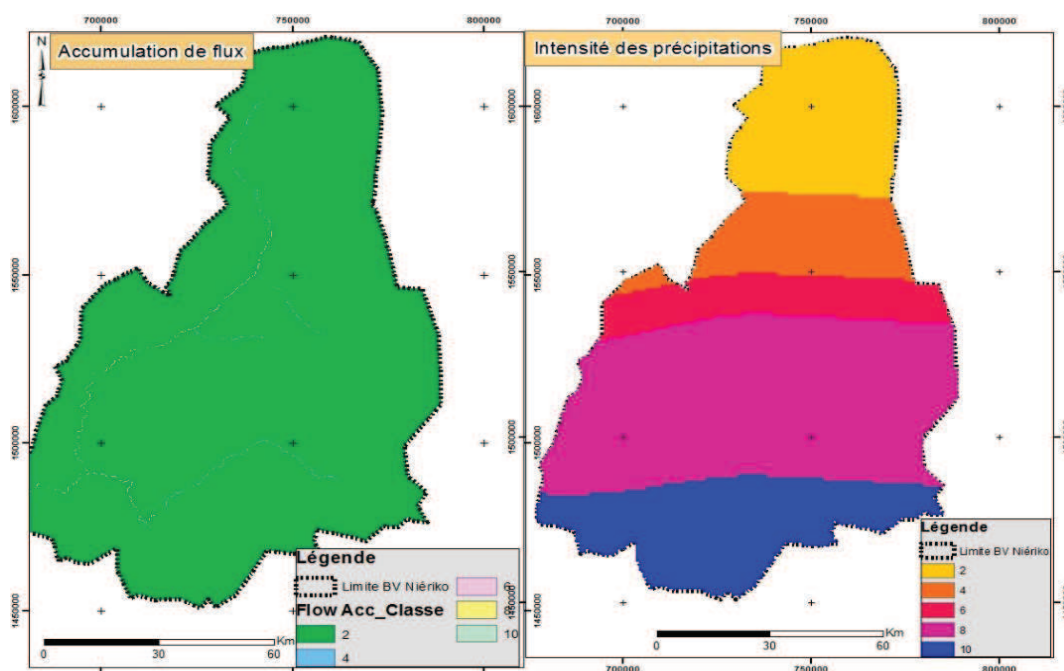 700000 750000 800000
N
Accumulation de flux
1600000
1550000
1500000
1450000
Légende
Limite BV Niériko
Flow Acc_Classe
2
4
10
0 30 60 Km
700000 750000 800000
Intensité des précipitations
1600000
1550000
1500000
1450000
Légende
Limite BV Niériko
2
4
6
8
10
0 30 60 Km
700000 750000 800000